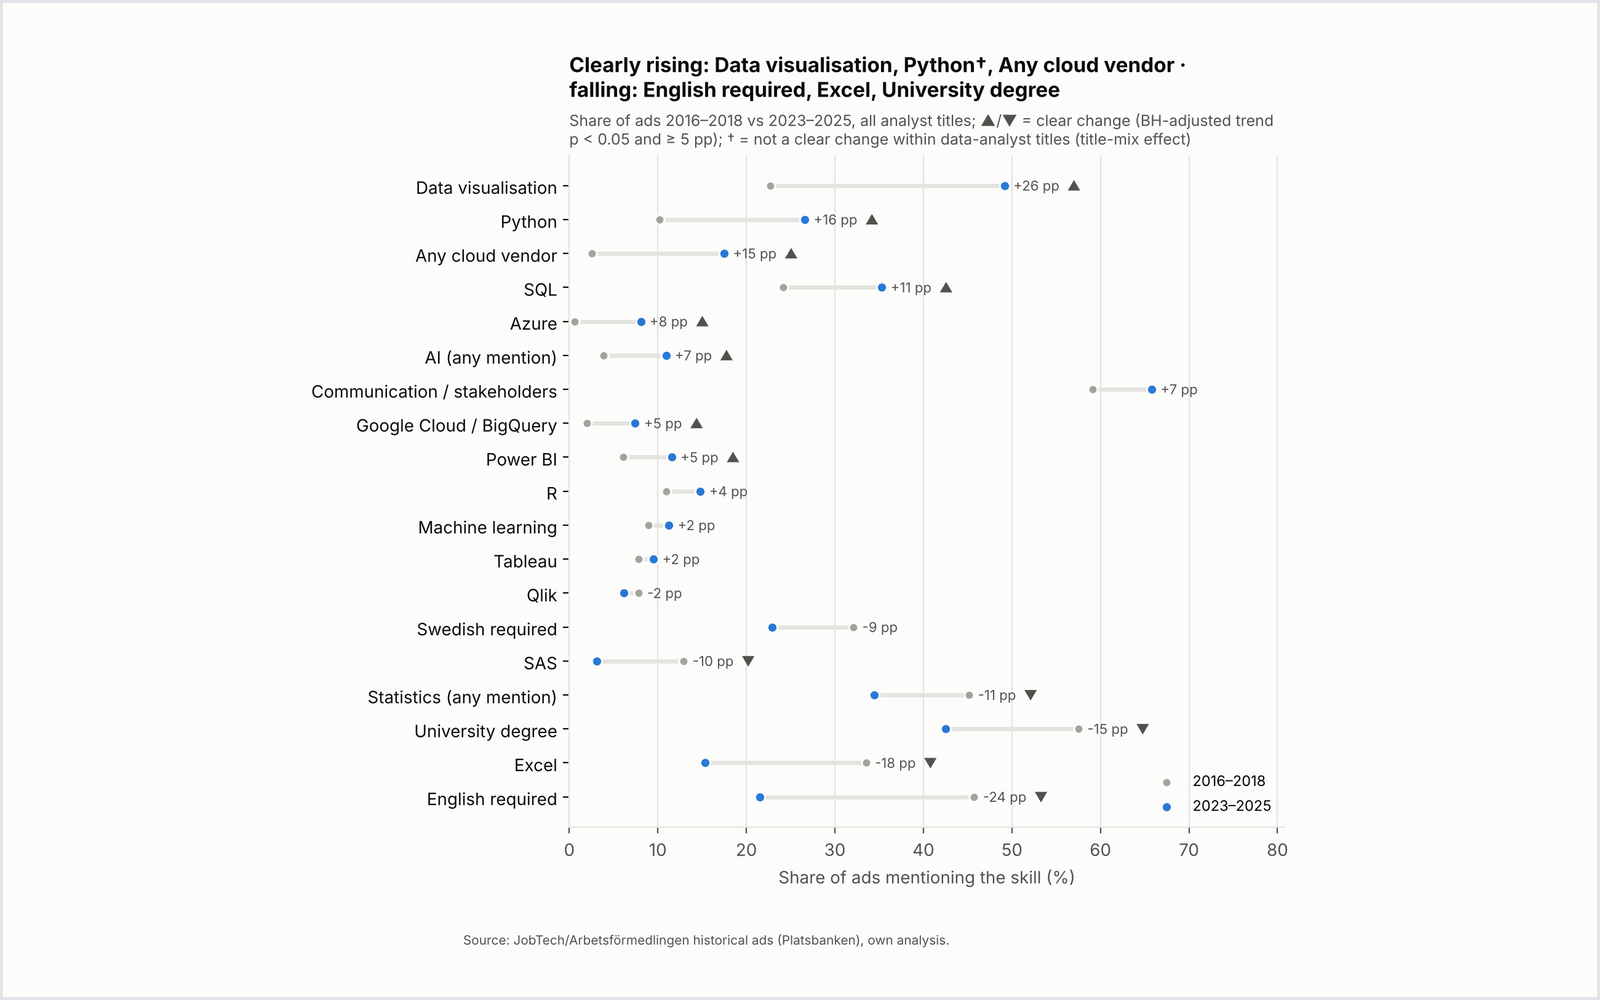 Clearly rising: Data visualisation, Python†, Any cloud vendor ·
falling: English required, Excel, University degree
Share of ads 2016–2018 vs 2023–2025, all analyst titles; ▲/▼ = clear change (BH-adjusted trend
p < 0.05 and ≥ 5 pp); † = not a clear change within data-analyst titles (title-mix effect)
Data visualisation +26 pp ▲
Python +16 pp ▲
Any cloud vendor +15 pp ▲
SQL +11 pp ▲
Azure +8 pp ▲
AI (any mention) +7 pp ▲
Communication / stakeholders +7 pp
Google Cloud / BigQuery +5 pp ▲
Power BI +5 pp ▲
R +4 pp
Machine learning +2 pp
Tableau +2 pp
Qlik -2 pp
Swedish required -9 pp
SAS -10 pp ▼
Statistics (any mention) -11 pp ▼
University degree -15 pp ▼
Excel -18 pp ▼
2016–2018
English required -24 pp ▼
2023–2025
0 10 20 30 40 50 60 70 80
Share of ads mentioning the skill (%)
Source: JobTech/Arbetsförmedlingen historical ads (Platsbanken), own analysis.